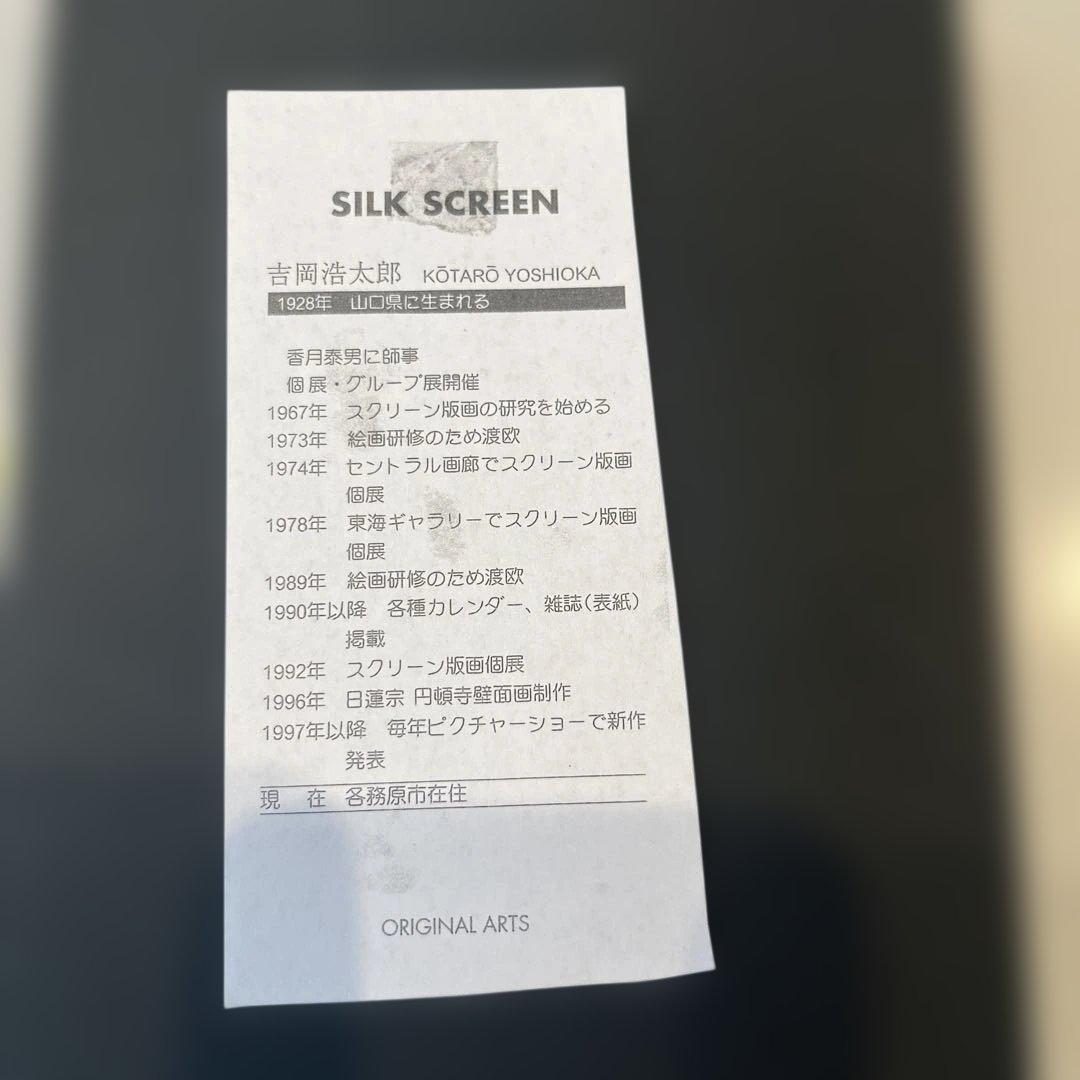 SILK SCREEN
吉岡浩太郎 KŌTARŌ YOSHIOKA
1928年 山口県に生まれる
香月泰男に師事
個展・グループ展開催
1967年 スクリーン版画の研究を始める
1973年 絵画研修のため渡欧
1974年 セントラル画廊でスクリーン版画
個展
1978年 東海ギャラリーでスクリーン版画
個展
1989年 絵画研修のため渡欧
1990年以降 各種カレンダー、雑誌(表紙)
掲載
1992年 スクリーン版画個展
1996年 日蓮宗 円頓寺壁面画制作
1997年以降 毎年ピクチャーショーで新作
発表
現 在 各務原市在住
ORIGINAL ARTS